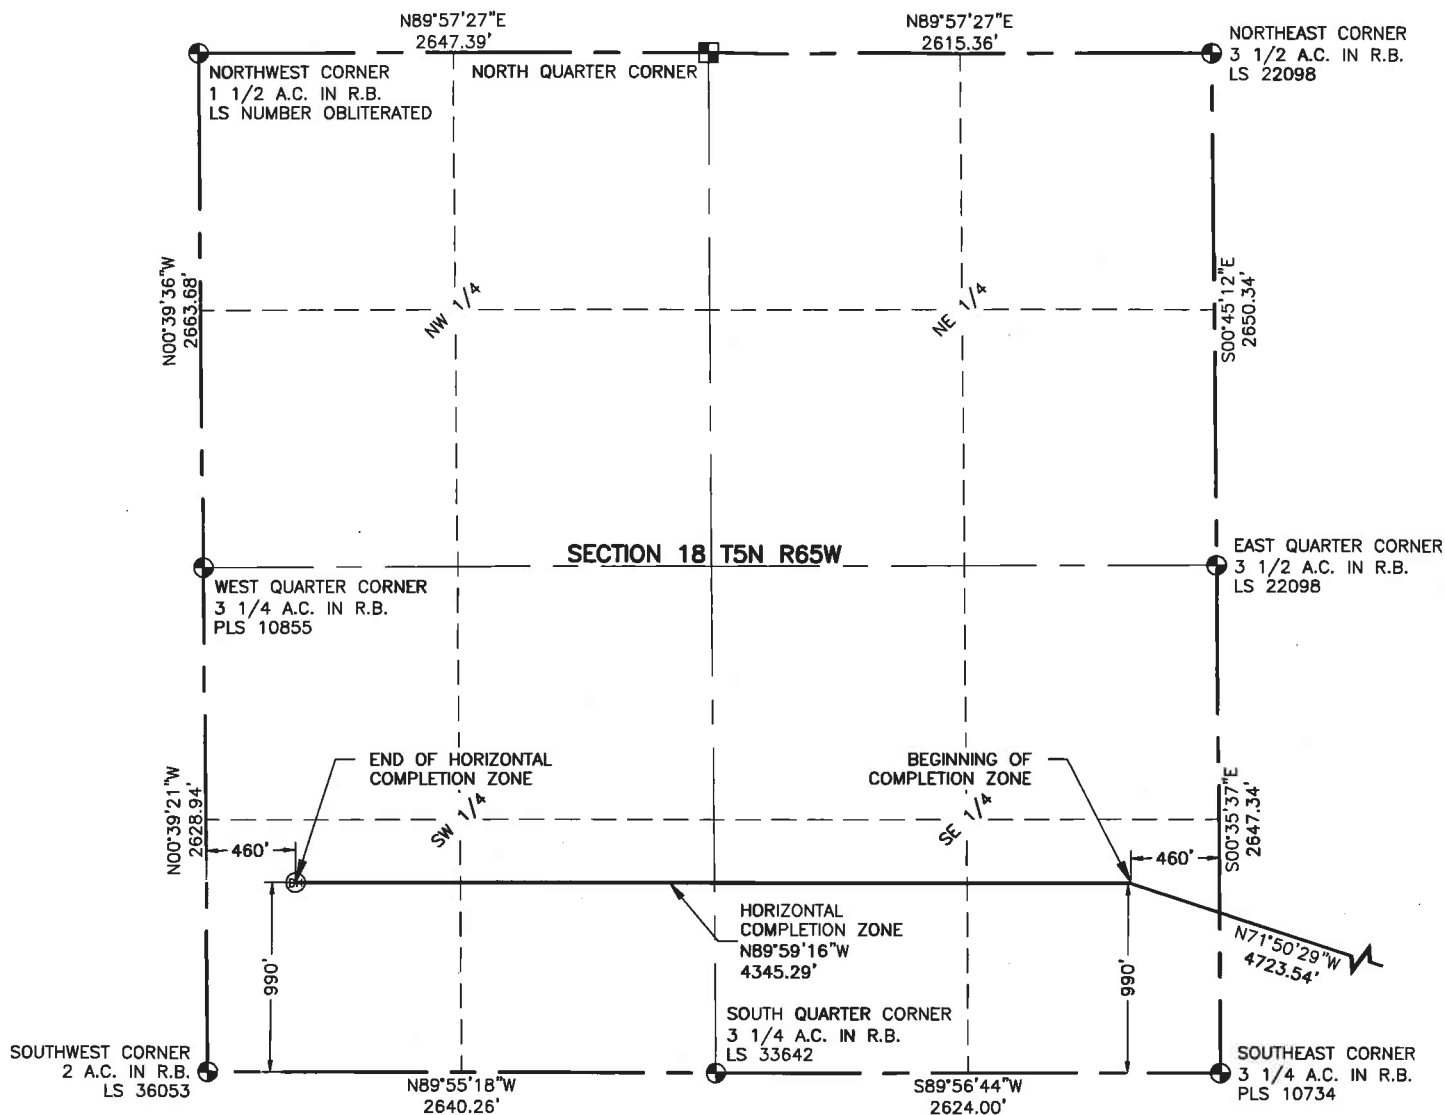 N89°57'27"E
2647.39'
N89°57'27"E
2615.36'
NORTHEAST CORNER
3 1/2 A.C. IN R.B.
LS 22098
NORTHWEST CORNER
1 1/2 A.C. IN R.B.
LS NUMBER OBLITERATED
NORTH QUARTER CORNER
N00°39'36"W
2663.68'
NW 1/4
NE 1/4
S00°45'12"E
2650.34'
SECTION 18 T5N R65W
WEST QUARTER CORNER
3 1/4 A.C. IN R.B.
PLS 10855
EAST QUARTER CORNER
3 1/2 A.C. IN R.B.
LS 22098
END OF HORIZONTAL
COMPLETION ZONE
BEGINNING OF
COMPLETION ZONE
N00°39'21"W
2628.94'
SW 1/4
SE 1/4
S00°35'37"E
2647.34'
460'
460'
BH
HORIZONTAL
COMPLETION ZONE
N89°59'16"W
4345.29'
N71°50'29"W
4723.54'
990'
990'
SOUTH QUARTER CORNER
3 1/4 A.C. IN R.B.
LS 33642
SOUTHWEST CORNER
2 A.C. IN R.B.
LS 36053
SOUTHEAST CORNER
3 1/4 A.C. IN R.B.
PLS 10734
N89°55'18"W
2640.26'
S89°56'44"W
2624.00'